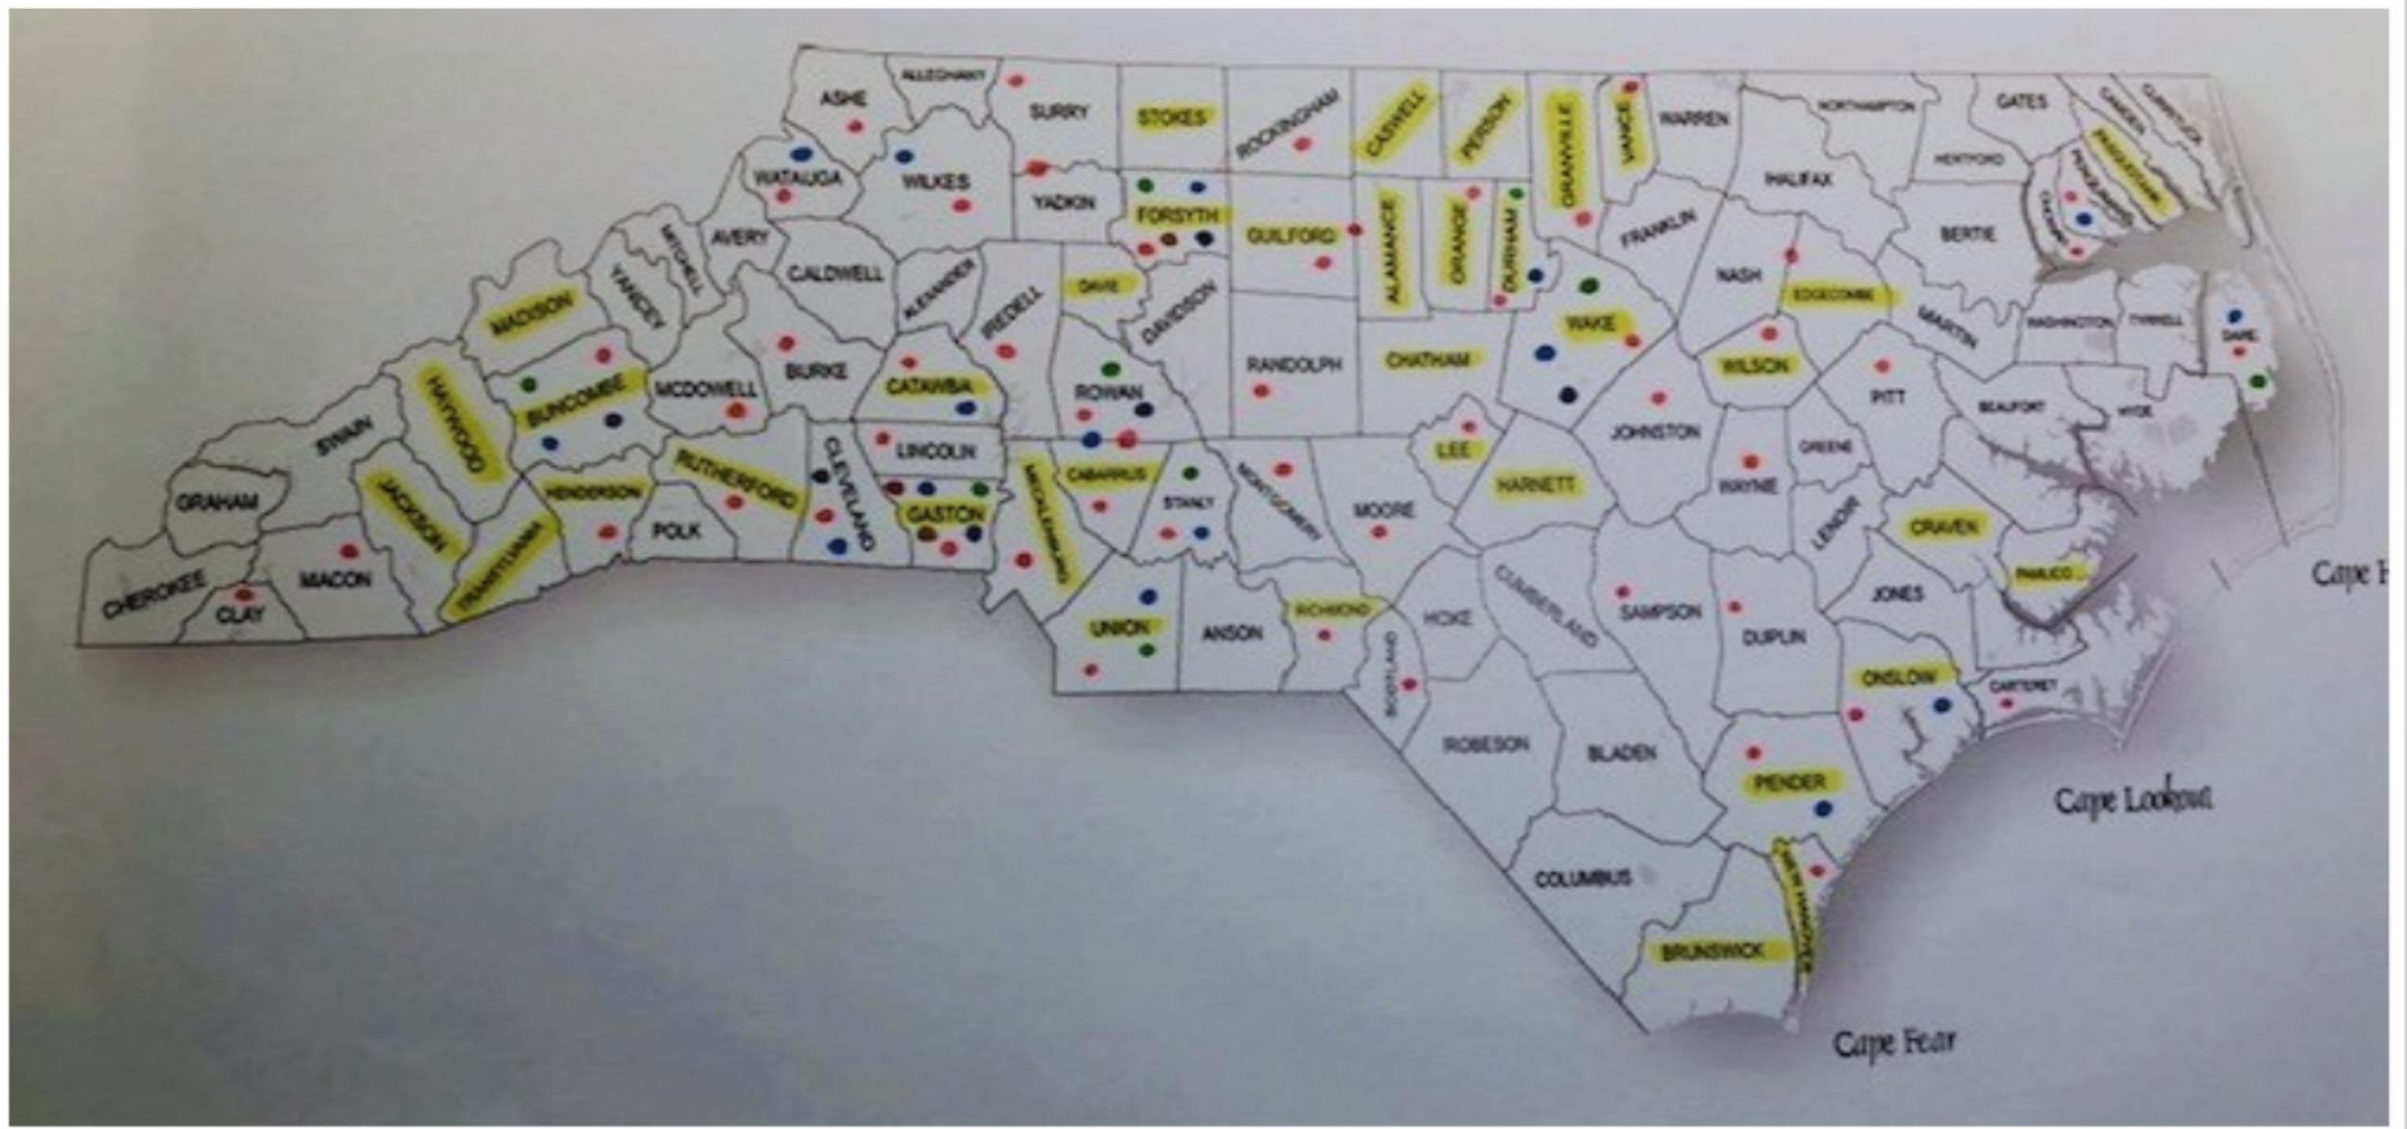 ASHE
ALLEGHANY
SURRY
STOKES
ROCKINGHAM
CASWELL
PERSON
GRANVILLE
VANCE
WARREN
NORTHAMPTON
GATES
CAMDEN
CURRITUCK
HERTFORD
HALIFAX
WATAUGA
WILKES
YADKIN
FORSYTH
GUILFORD
ALAMANCE
ORANGE
DURHAM
FRANKLIN
NASH
BERTIE
EDGECOMBE
MITCHELL
AVERY
CALDWELL
ALEXANDER
IREDELL
DAVIE
DAVIDSON
MADISON
YANCEY
WAKE
MARTIN
WASHINGTON
TYRRELL
DARE
HAYWOOD
BUNCOMBE
MCDOWELL
BURKE
CATAWBA
ROWAN
RANDOLPH
CHATHAM
WILSON
PITT
BEAUFORT
HYDE
SWAIN
LINCOLIN
LEE
JOHNSTON
GREENE
GRAHAM
JACKSON
HENDERSON
RUTHERFORD
CLEVELAND
GASTON
MECKLENBURG
CABARRUS
STANLY
MONTGOMERY
MOORE
HARNETT
WAYNE
LENOIR
CRAVEN
CHEROKEE
CLAY
MACON
TRANSYLVANIA
POLK
PAMLICO
Cape H
UNION
ANSON
RICHMOND
SCOTLAND
HOKE
CUMBERLAND
SAMPSON
DUPLIN
JONES
ONSLOW
CARTERET
ROBESON
BLADEN
PENDER
Cape Lookout
COLUMBUS
BRUNSWICK
NEW HANOVER
Cape Fear